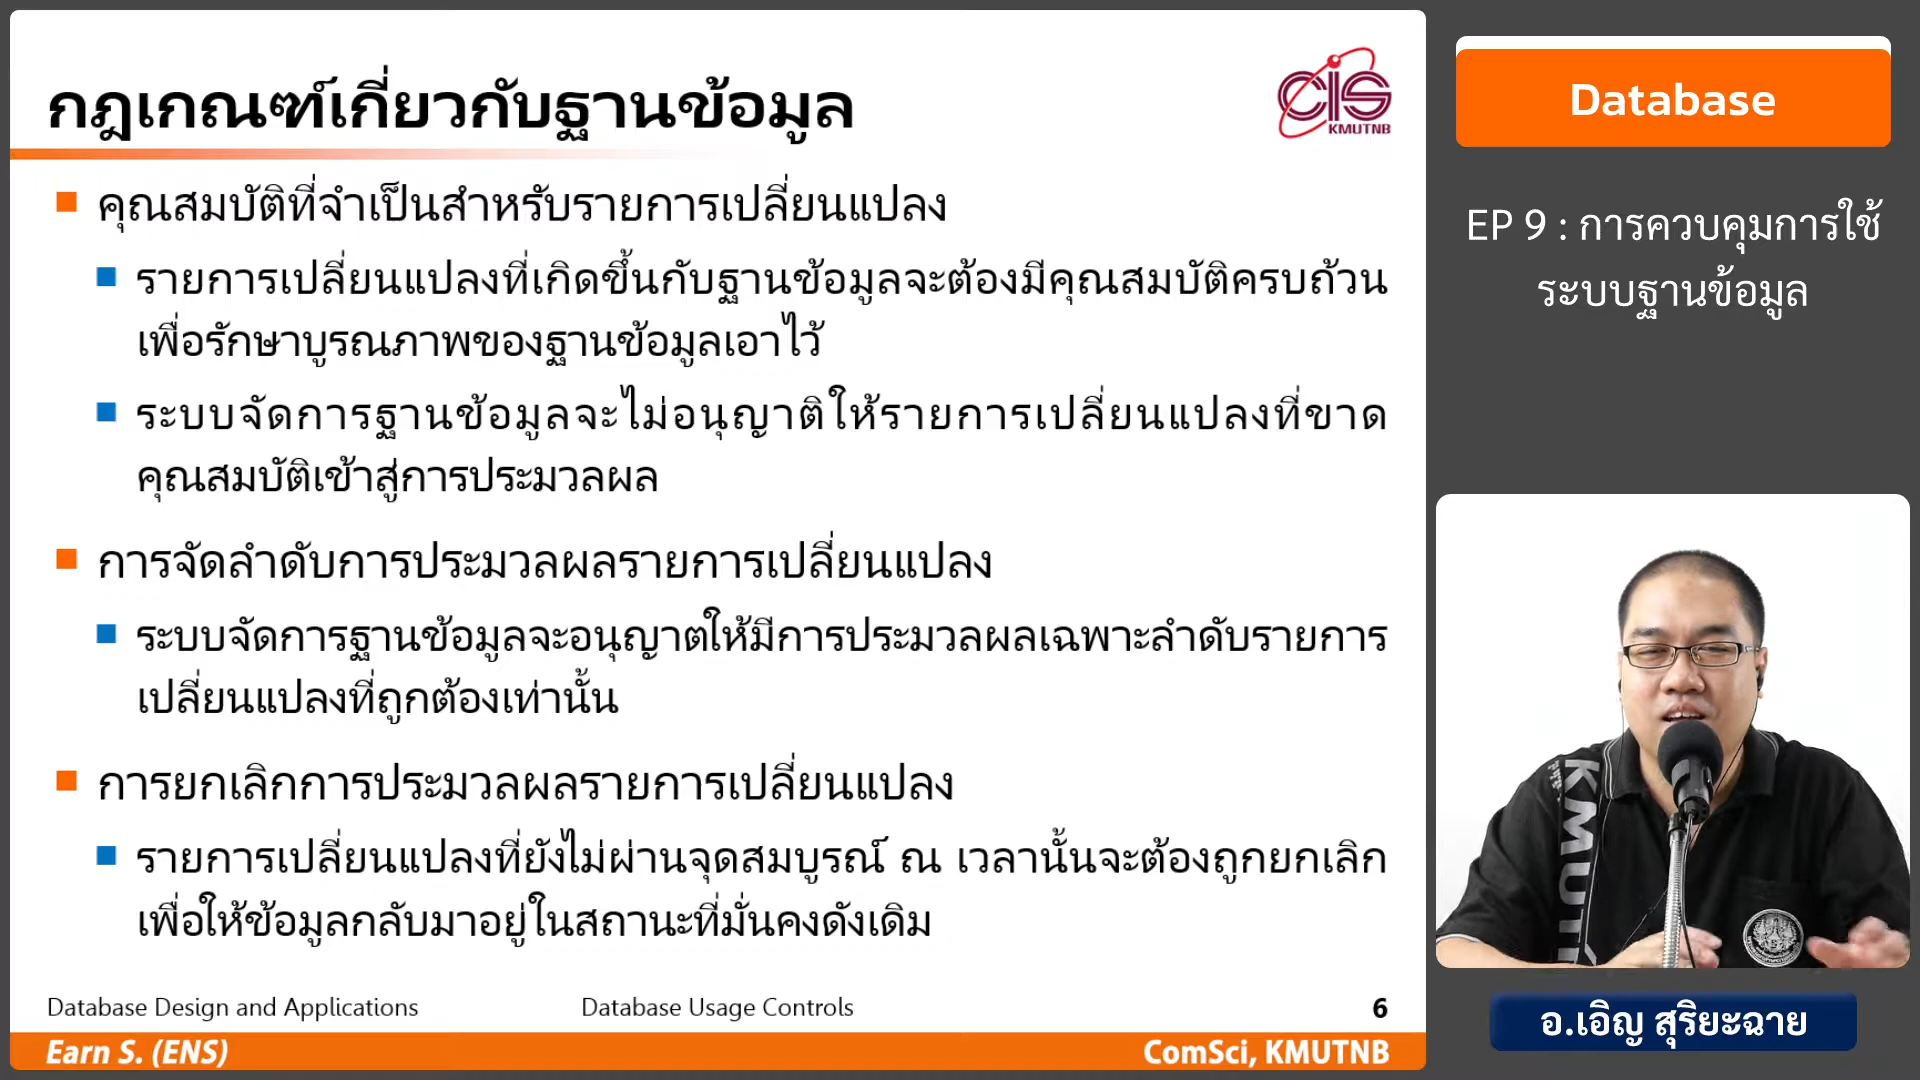 กฎเกณฑ์เกี่ยวกับฐานข้อมูล
CIS
KMUTNB
คุณสมบัติที่จำเป็นสำหรับรายการเปลี่ยนแปลง
รายการเปลี่ยนแปลงที่เกิดขึ้นกับฐานข้อมูลจะต้องมีคุณสมบัติครบถ้วน
เพื่อรักษาบูรณภาพของฐานข้อมูลเอาไว้
ระบบจัดการฐานข้อมูลจะไม่อนุญาติให้รายการเปลี่ยนแปลงที่ขาด
คุณสมบัติเข้าสู่การประมวลผล
การจัดลำดับการประมวลผลรายการเปลี่ยนแปลง
ระบบจัดการฐานข้อมูลจะอนุญาตให้มีการประมวลผลเฉพาะลำดับรายการ
เปลี่ยนแปลงที่ถูกต้องเท่านั้น
การยกเลิกการประมวลผลรายการเปลี่ยนแปลง
รายการเปลี่ยนแปลงที่ยังไม่ผ่านจุดสมบูรณ์ ณ เวลานั้นจะต้องถูกยกเลิก
เพื่อให้ข้อมูลกลับมาอยู่ในสถานะที่มั่นคงดังเดิม
Database Design and Applications
Database Usage Controls
6
Earn S. (ENS)
ComSci, KMUTNB
Database
EP 9 : การควบคุมการใช้
ระบบฐานข้อมูล
อ.เอิญ สุริยะฉาย